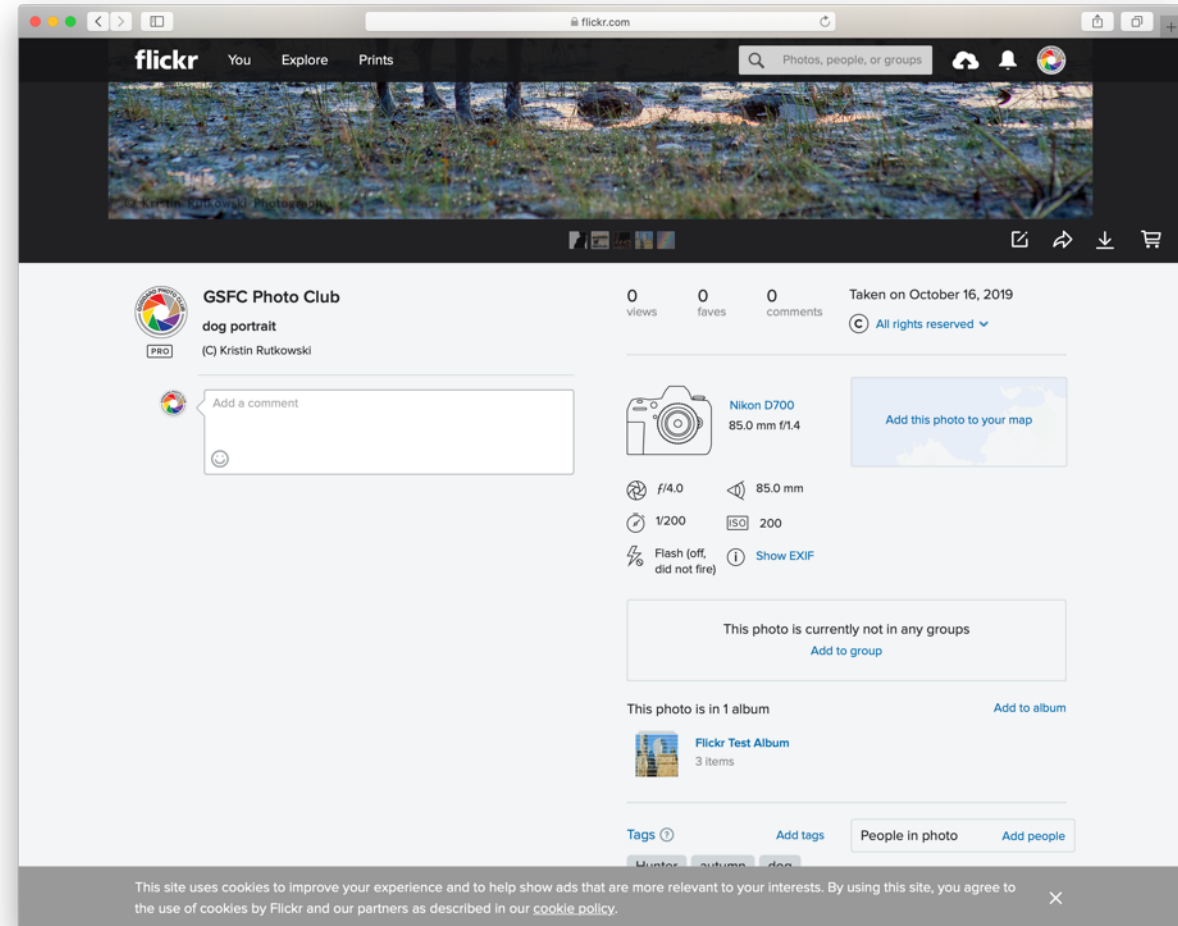 flickr.com
flickr You Explore Prints
Photos, people, or groups
© Kristin Rutkowski Photography
GSFC Photo Club
dog portrait
PRO
(C) Kristin Rutkowski
Add a comment
0 views
0 faves
0 comments
Taken on October 16, 2019
All rights reserved
Nikon D700
85.0 mm f/1.4
Add this photo to your map
ƒ/4.0
85.0 mm
1/200
ISO 200
Flash (off,
did not fire)
Show EXIF
This photo is currently not in any groups
Add to group
This photo is in 1 album
Add to album
Flickr Test Album
3 items
Tags
Add tags
People in photo
Add people
Hunter autumn dog
This site uses cookies to improve your experience and to help show ads that are more relevant to your interests. By using this site, you agree to
the use of cookies by Flickr and our partners as described in our cookie policy.